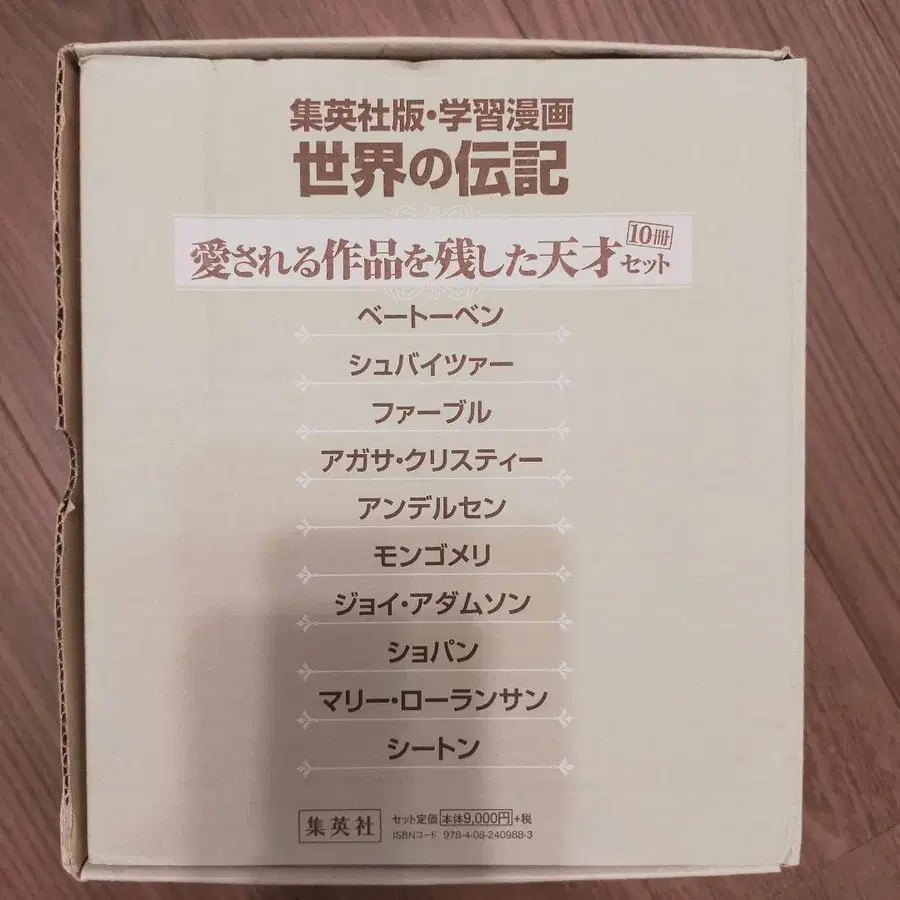 集英社版・学習漫画
世界の伝記
愛される作品を残した天才 10冊セット
ベートーベン
シュバイツァー
ファーブル
アガサ・クリスティー
アンデルセン
モンゴメリ
ジョイ・アダムソン
ショパン
マリー・ローランサン
シートン
集英社 セット定価 本体9,000円+税
ISBNコード 978-4-08-240988-3